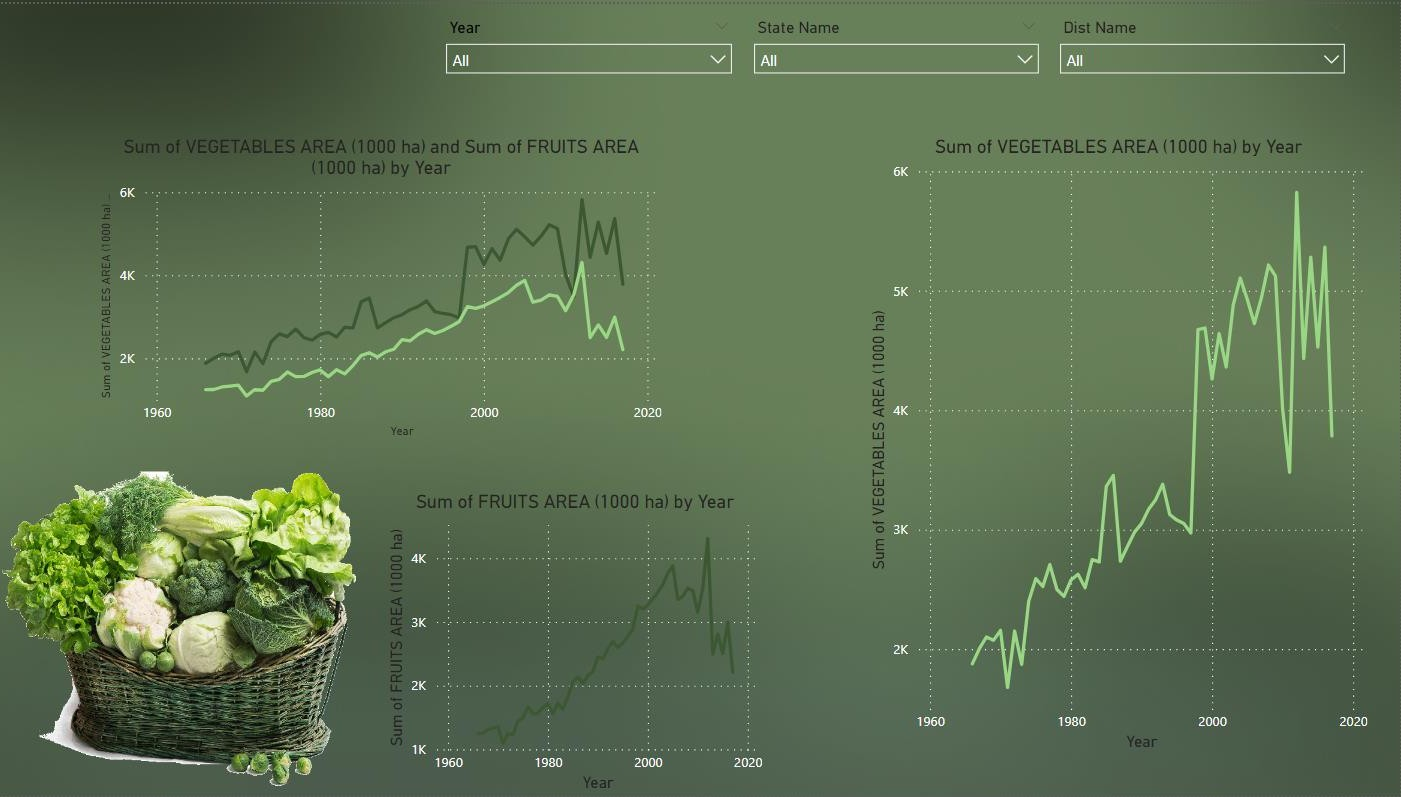 Year
State Name
Dist Name
All
All
All
Sum of VEGETABLES AREA (1000 ha) and Sum of FRUITS AREA
(1000 ha) by Year
Sum of VEGETABLES AREA (1000 ha) ...
6K
4K
2K
1960
1980
2000
2020
Year
Sum of FRUITS AREA (1000 ha) by Year
Sum of FRUITS AREA (1000 ha)
4K
3K
2K
1K
1960
1980
2000
2020
Year
Sum of VEGETABLES AREA (1000 ha) by Year
Sum of VEGETABLES AREA (1000 ha)
6K
5K
4K
3K
2K
1960
1980
2000
2020
Year